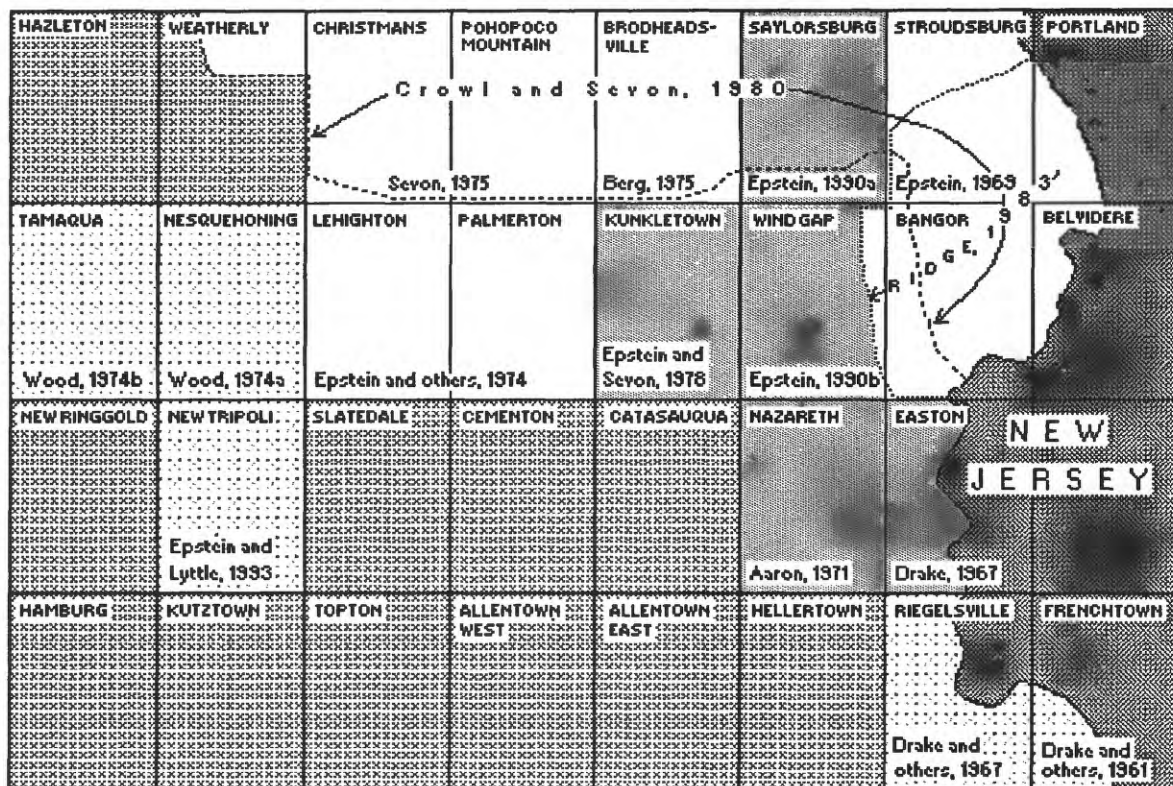 HAZLETON
WEATHERLY
CHRISTMANS
POHOPOCO
MOUNTAIN
BRODHEADS-
VILLE
SAYLORSBURG
STROUDSBURG
PORTLAND
Crowl and Sevon, 1980
Sevon, 1975
Berg, 1975
Epstein, 1990a
Epstein, 1969
TAMAQUA
NESQUEHONING
LEHIGHTON
PALMERTON
KUNKLETOWN
WIND GAP
BANGOR
BELVIDERE
RIDGE, 1983
Wood, 1974b
Wood, 1974a
Epstein and others, 1974
Epstein and
Sevon, 1978
Epstein, 1990b
NEW RINGGOLD
NEW TRIPOLI
SLATEDALE
CEMENTON
CATASAUQUA
NAZARETH
EASTON
NEW
JERSEY
Epstein and
Lyttle, 1993
Aaron, 1971
Drake, 1967
HAMBURG
KUTZTOWN
TOPTON
ALLENTOWN
WEST
ALLENTOWN
EAST
HELLERTOWN
RIEGELSVILLE
FRENCHTOWN
Drake and
others, 1967
Drake and
others, 1961